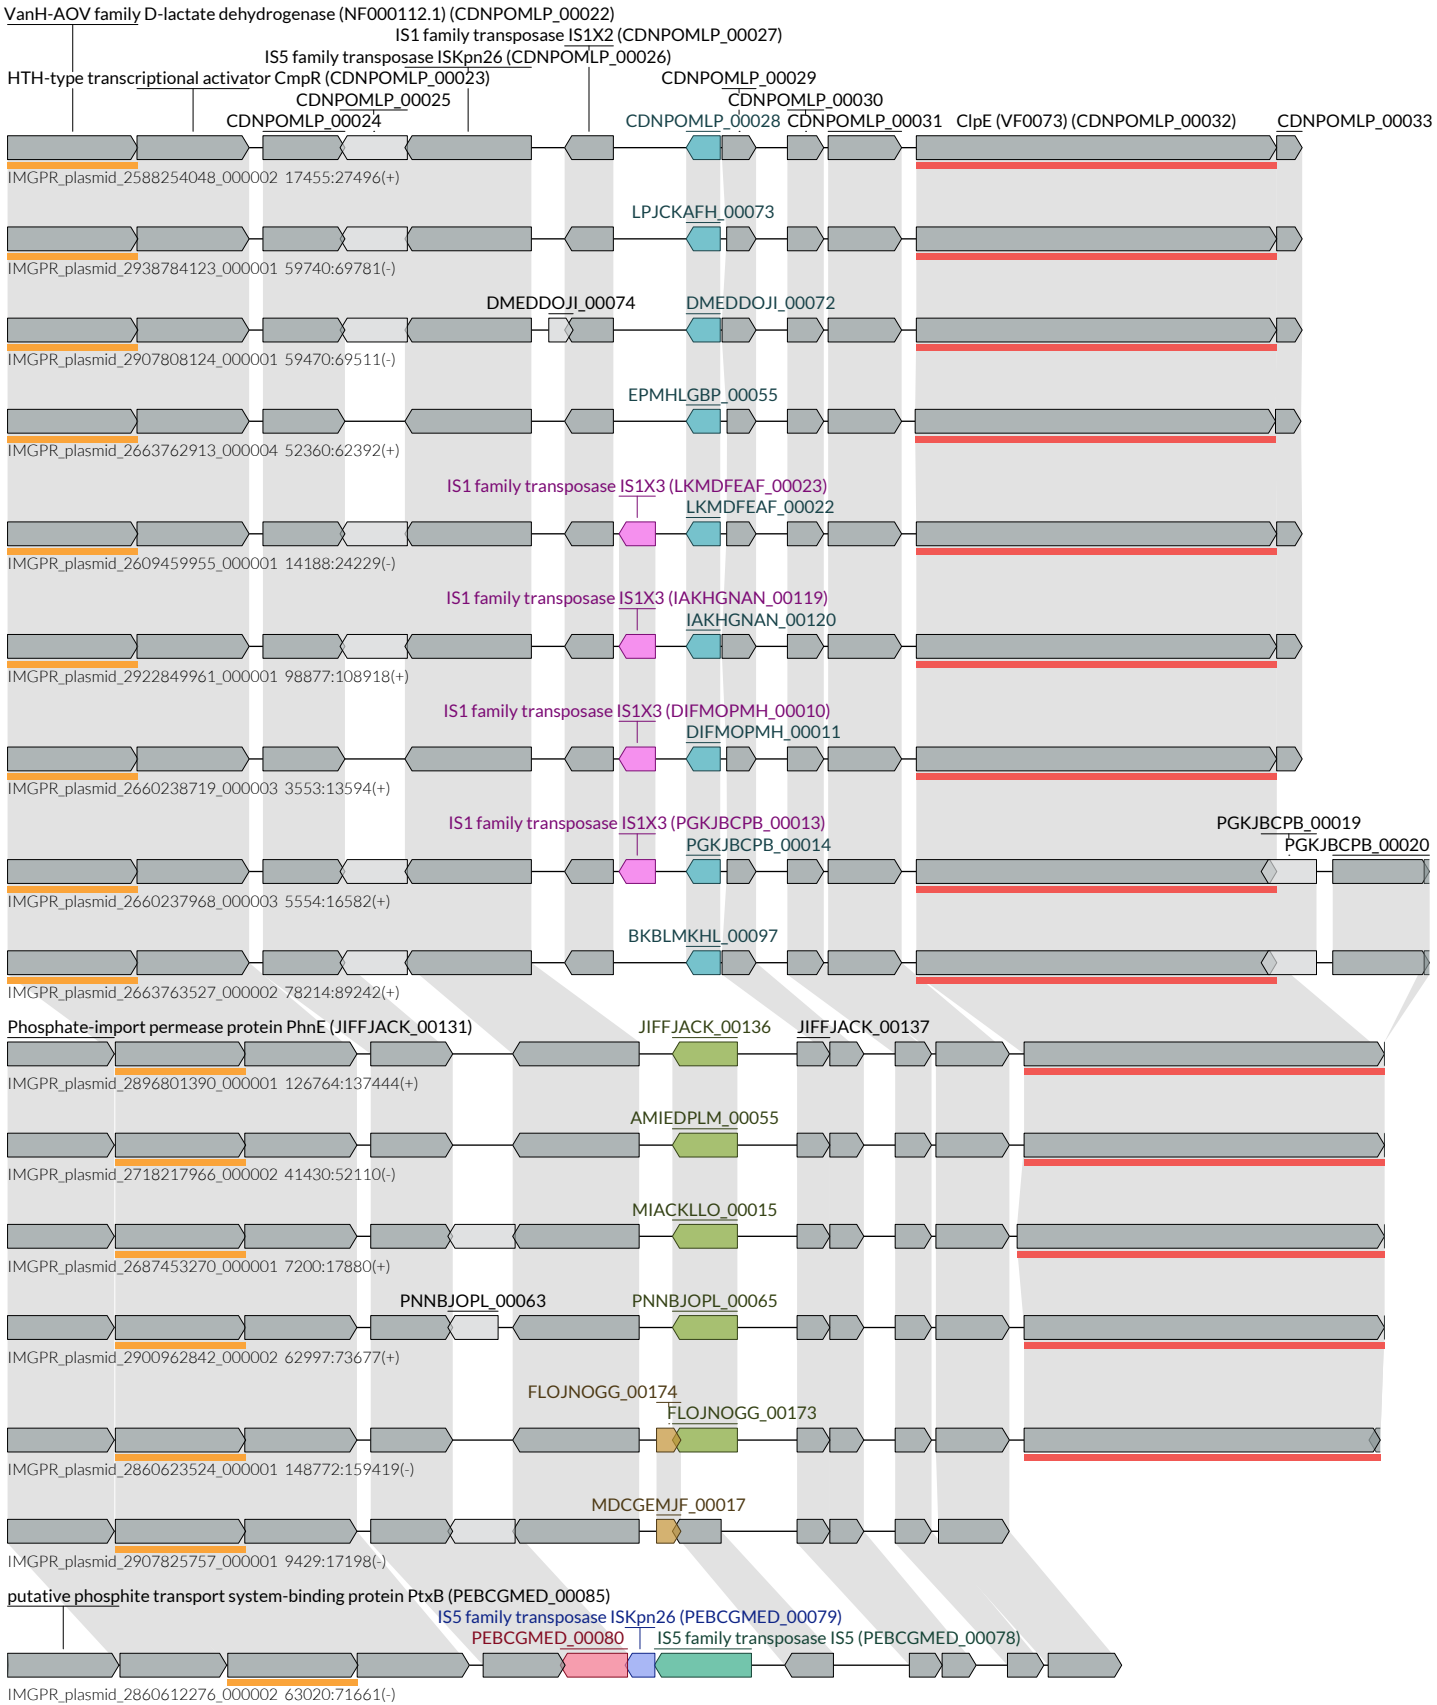 VanH-AOV family D-lactate dehydrogenase (NF000112.1) (CDNPOMLP_00022)
IS1 family transposase IS1X2 (CDNPOMLP_00027)
IS5 family transposase ISKpn26 (CDNPOMLP_00026)
HTH-type transcriptional activator CmpR (CDNPOMLP_00023)
CDNPOMLP_00029
CDNPOMLP_00025
CDNPOMLP_00030
CDNPOMLP_00024
CDNPOMLP_00028
CDNPOMLP_00031
ClpE (VF0073) (CDNPOMLP_00032)
CDNPOMLP_00033
IMGPR_plasmid_2588254048_000002 17455:27496(+)
LPJCKAFH_00073
IMGPR_plasmid_2938784123_000001 59740:69781(-)
DMEDDOJI_00074
DMEDDOJI_00072
IMGPR_plasmid_2907808124_000001 59470:69511(-)
EPMHLGBP_00055
IMGPR_plasmid_2663762913_000004 52360:62392(+)
IS1 family transposase IS1X3 (LKMDFEAF_00023)
LKMDFEAF_00022
IMGPR_plasmid_2609459955_000001 14188:24229(-)
IS1 family transposase IS1X3 (IAKHGNAN_00119)
IAKHGNAN_00120
IMGPR_plasmid_2922849961_000001 98877:108918(+)
IS1 family transposase IS1X3 (DIFMOPMH_00010)
DIFMOPMH_00011
IMGPR_plasmid_2660238719_000003 3553:13594(+)
IS1 family transposase IS1X3 (PGKJBCPB_00013)
PGKJBCPB_00019
PGKJBCPB_00014
PGKJBCPB_00020
IMGPR_plasmid_2660237968_000003 5554:16582(+)
BKBLMKHL_00097
IMGPR_plasmid_2663763527_000002 78214:89242(+)
Phosphate-import permease protein PhnE (JIFFJACK_00131)
JIFFJACK_00136
JIFFJACK_00137
IMGPR_plasmid_2896801390_000001 126764:137444(+)
AMIEDPLM_00055
IMGPR_plasmid_2718217966_000002 41430:52110(-)
MIACKLLO_00015
IMGPR_plasmid_2687453270_000001 7200:17880(+)
PNNBJOPL_00063
PNNBJOPL_00065
IMGPR_plasmid_2900962842_000002 62997:73677(+)
FLOJNOGG_00174
FLOJNOGG_00173
IMGPR_plasmid_2860623524_000001 148772:159419(-)
MDCGEMJF_00017
IMGPR_plasmid_2907825757_000001 9429:17198(-)
putative phosphite transport system-binding protein PtxB (PEBCGMED_00085)
IS5 family transposase ISKpn26 (PEBCGMED_00079)
PEBCGMED_00080
IS5 family transposase IS5 (PEBCGMED_00078)
IMGPR_plasmid_2860612276_000002 63020:71661(-)